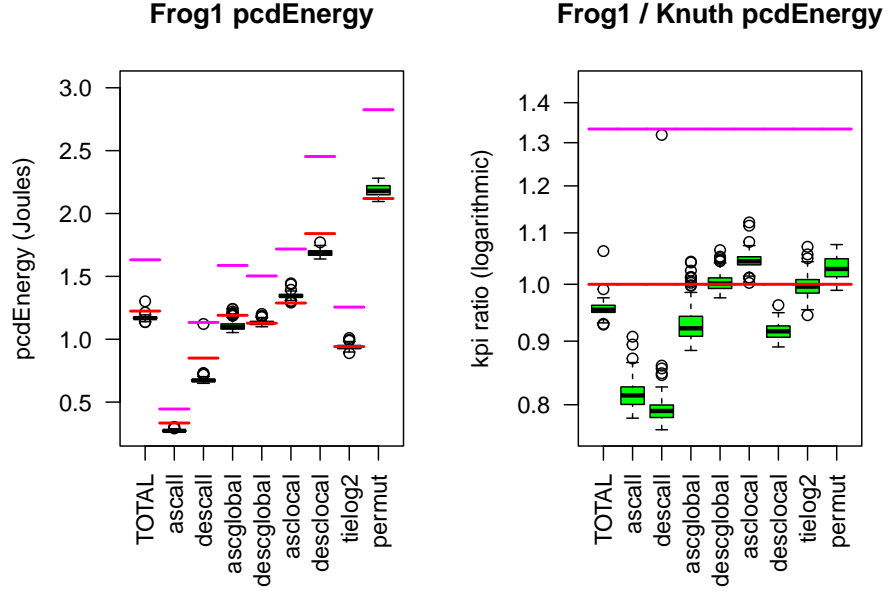 Frog1 pcdEnergy
pcdEnergy (Joules)
3.0
2.5
2.0
1.5
1.0
0.5
TOTAL
ascall
descall
ascglobal
descglobal
asclocal
desclocal
tielog2
permut
Frog1 / Knuth pcdEnergy
kpi ratio (logarithmic)
1.4
1.3
1.2
1.1
1.0
0.9
0.8
TOTAL
ascall
descall
ascglobal
descglobal
asclocal
desclocal
tielog2
permut